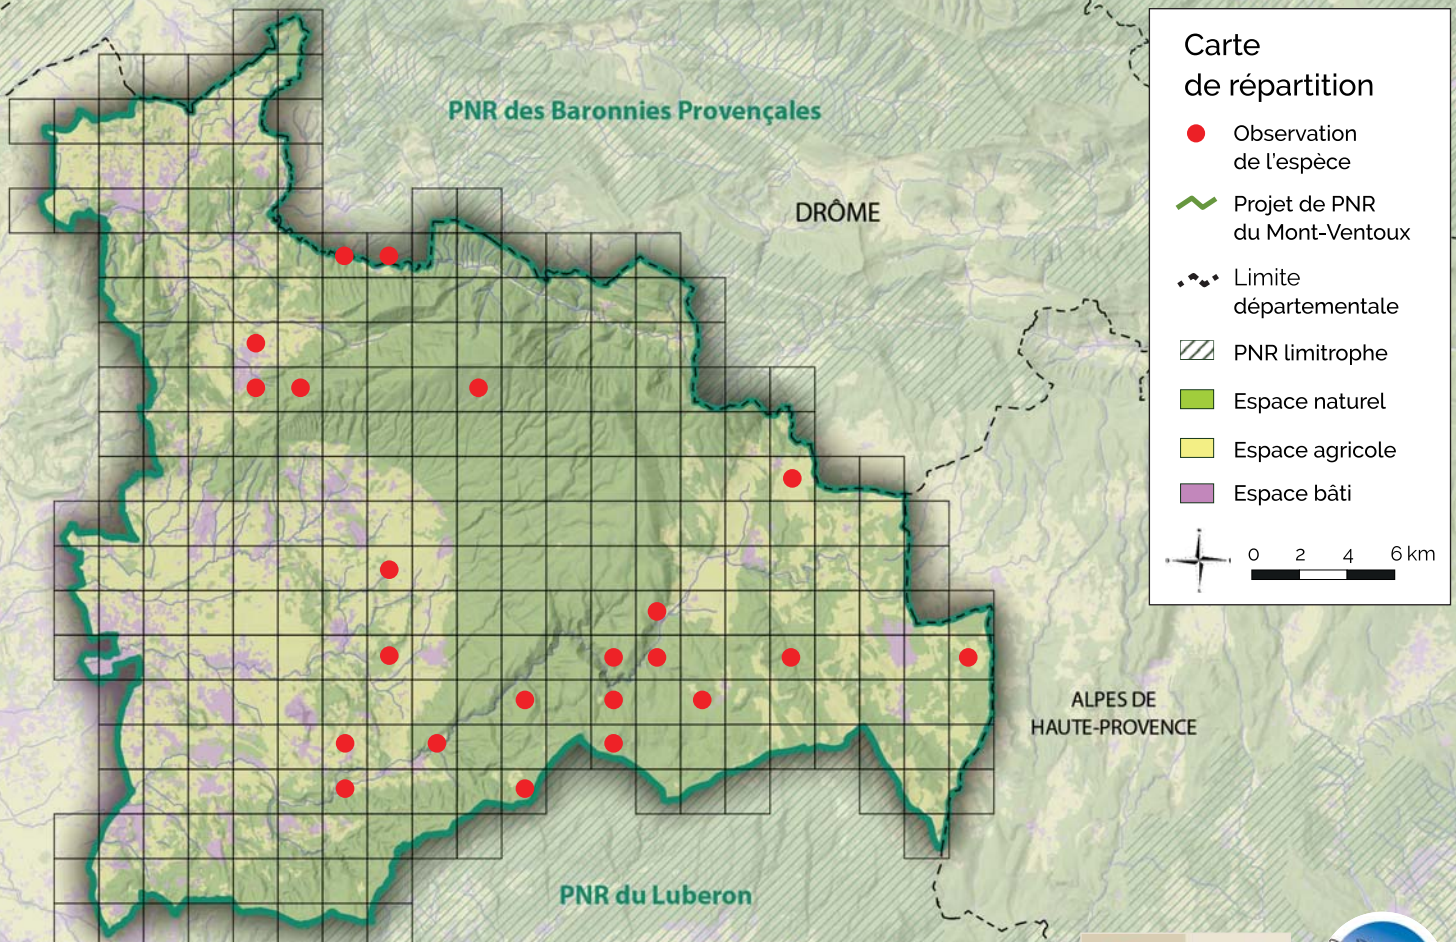 PNR des Baronnies Provençales
DRÔME
ALPES DE
HAUTE-PROVENCE
PNR du Luberon
Carte
de répartition
Observation
de l'espèce
Projet de PNR
du Mont-Ventoux
Limite
départementale
PNR limitrophe
Espace naturel
Espace agricole
Espace bâti
0 2 4 6 km